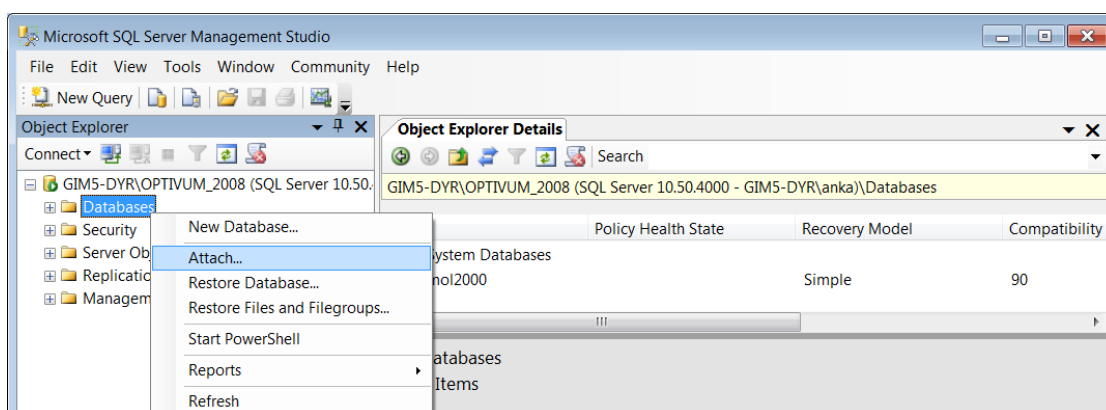 Microsoft SQL Server Management Studio
File Edit View Tools Window Community Help
New Query
Object Explorer
Connect
GIM5-DYR\OPTIVUM_2008 (SQL Server 10.50.
Databases
Security
Server Ob
Replicatio
Managem
New Database...
Attach...
Restore Database...
Restore Files and Filegroups...
Start PowerShell
Reports
Refresh
Object Explorer Details
Search
GIM5-DYR\OPTIVUM_2008 (SQL Server 10.50.4000 - GIM5-DYR\anka)\Databases
Policy Health State Recovery Model Compatibility
ystem Databases
mol2000 Simple 90
atabases
Items